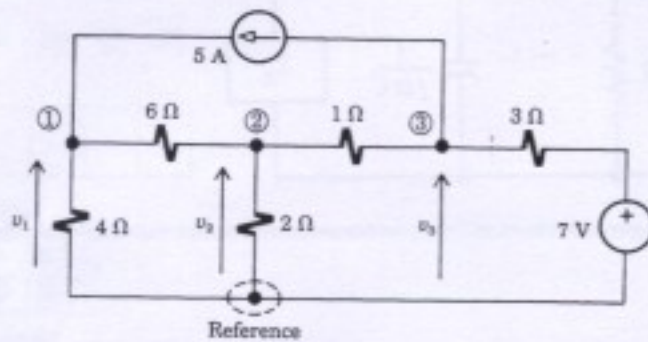 5 A
① 6 Ω ② 1 Ω ③ 3 Ω
v₁ 4 Ω v₂ 2 Ω v₃ 7 V +
Reference